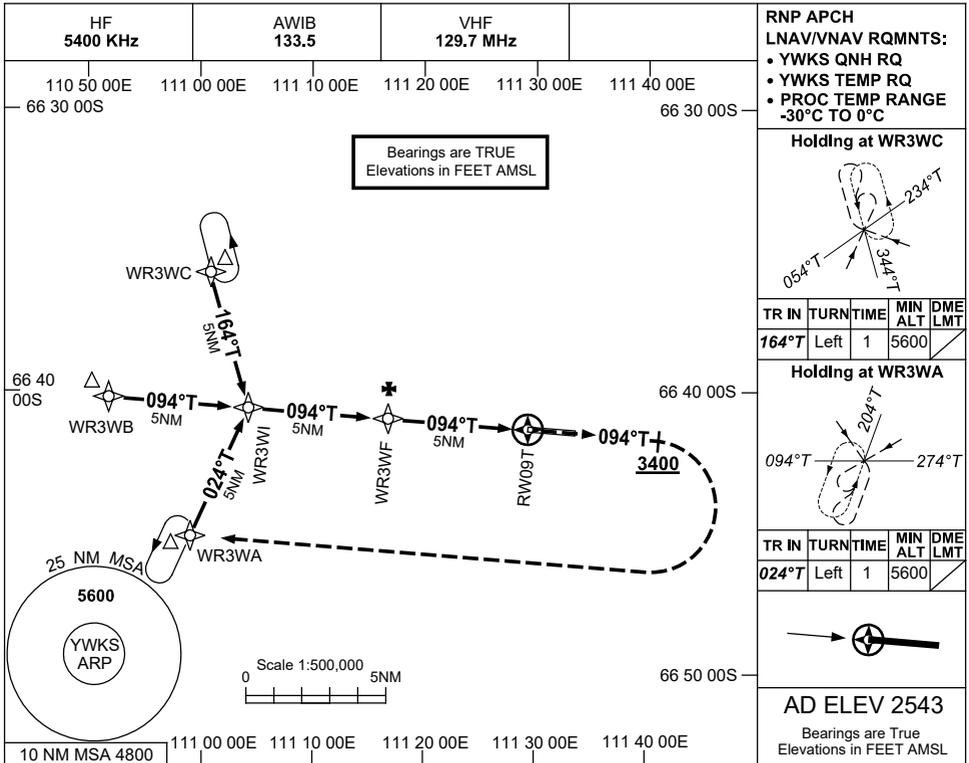 HF
5400 KHz
AWIB
133.5
VHF
129.7 MHz
RNP APCH
LNAV/VNAV RQMNTS:
• YWKS QNH RQ
• YWKS TEMP RQ
• PROC TEMP RANGE
-30°C TO 0°C
110 50 00E
111 00 00E
111 10 00E
111 20 00E
111 30 00E
111 40 00E
66 30 00S
66 30 00S
Bearings are TRUE
Elevations in FEET AMSL
Holding at WR3WC
234°T
054°T
344°T
TR IN TURN TIME MIN ALT DME LMT
164°T Left 1 5600
WR3WC
164°T
5NM
66 40
00S
66 40 00S
WR3WB
094°T
5NM
WR3WI
094°T
5NM
WR3WF
094°T
5NM
RW09T
094°T
3400
024°T
5NM
WR3WA
Holding at WR3WA
204°T
094°T
274°T
TR IN TURN TIME MIN ALT DME LMT
024°T Left 1 5600
25 NM MSA
5600
YWKS
ARP
Scale 1:500,000
0 5NM
66 50 00S
10 NM MSA 4800
111 00 00E
111 10 00E
111 20 00E
111 30 00E
111 40 00E
AD ELEV 2543
Bearings are True
Elevations in FEET AMSL